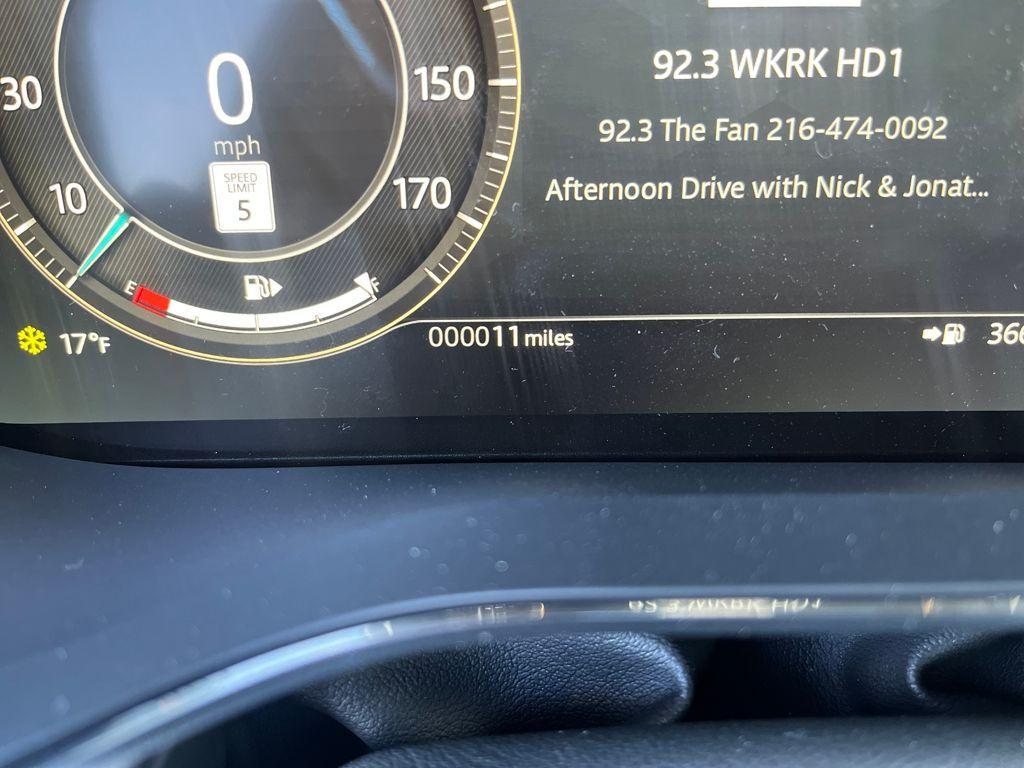 92.3 WKRK HD1
92.3 The Fan 216-474-0092
Afternoon Drive with Nick & Jonat...
30
150
0
mph
SPEED
LIMIT
5
10
170
E
F
17°F
000011 miles